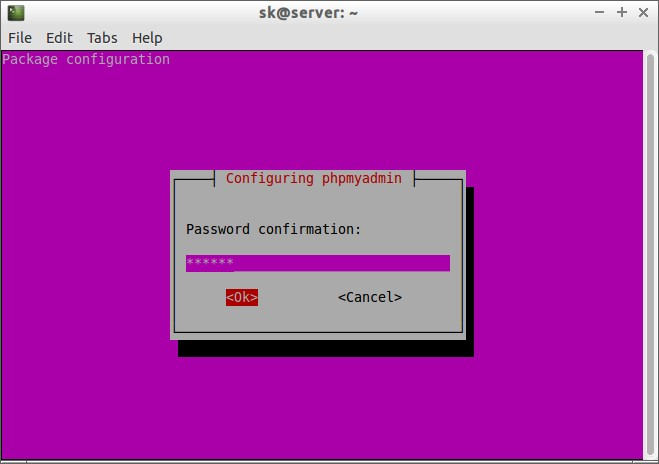 sk@server: ~
File Edit Tabs Help
Package configuration
Configuring phpmyadmin
Password confirmation:
******
<Ok> <Cancel>